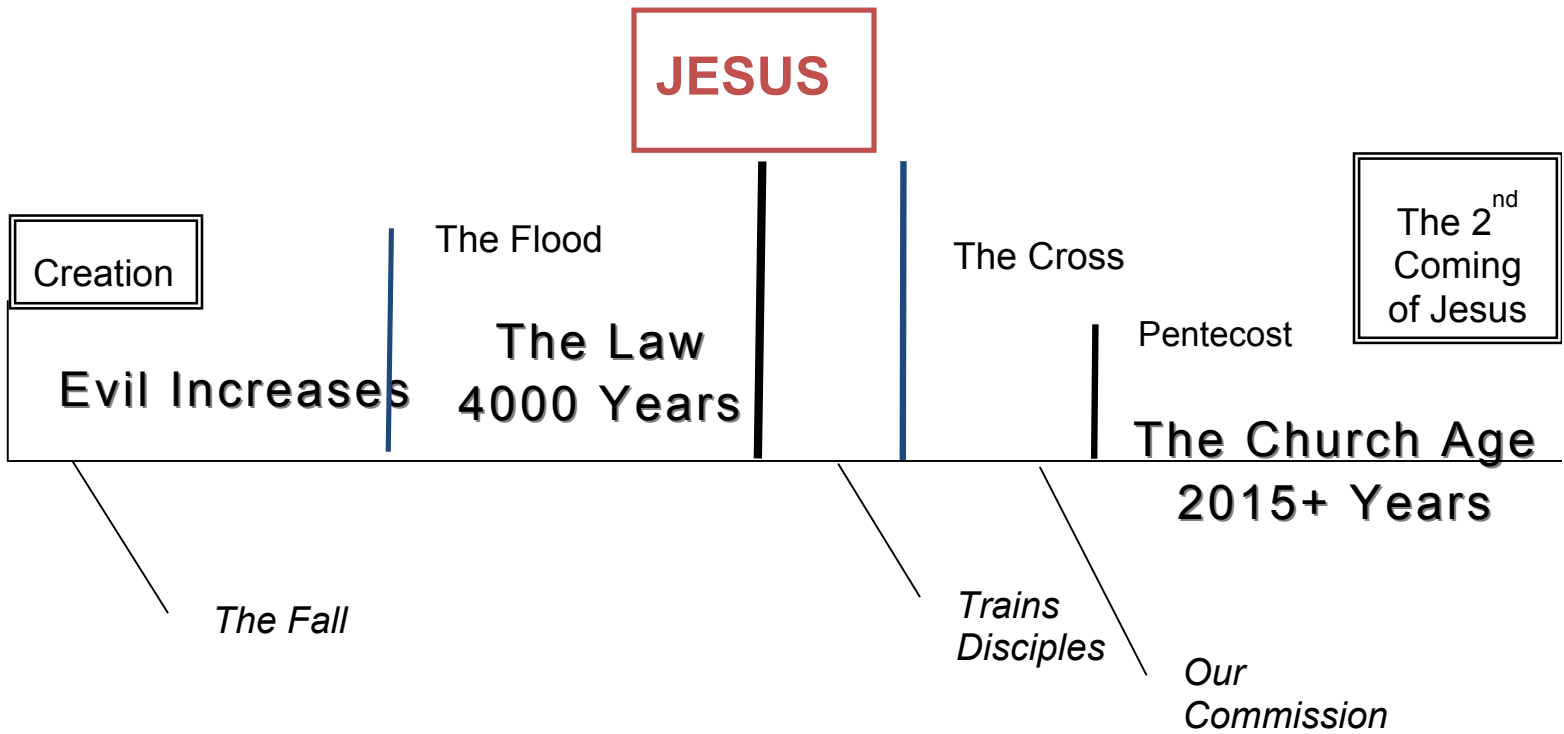 JESUS
Creation
The Flood
The Cross
The 2nd
Coming
of Jesus
Evil Increases
The Law
4000 Years
Pentecost
The Church Age
2015+ Years
The Fall
Trains
Disciples
Our
Commission